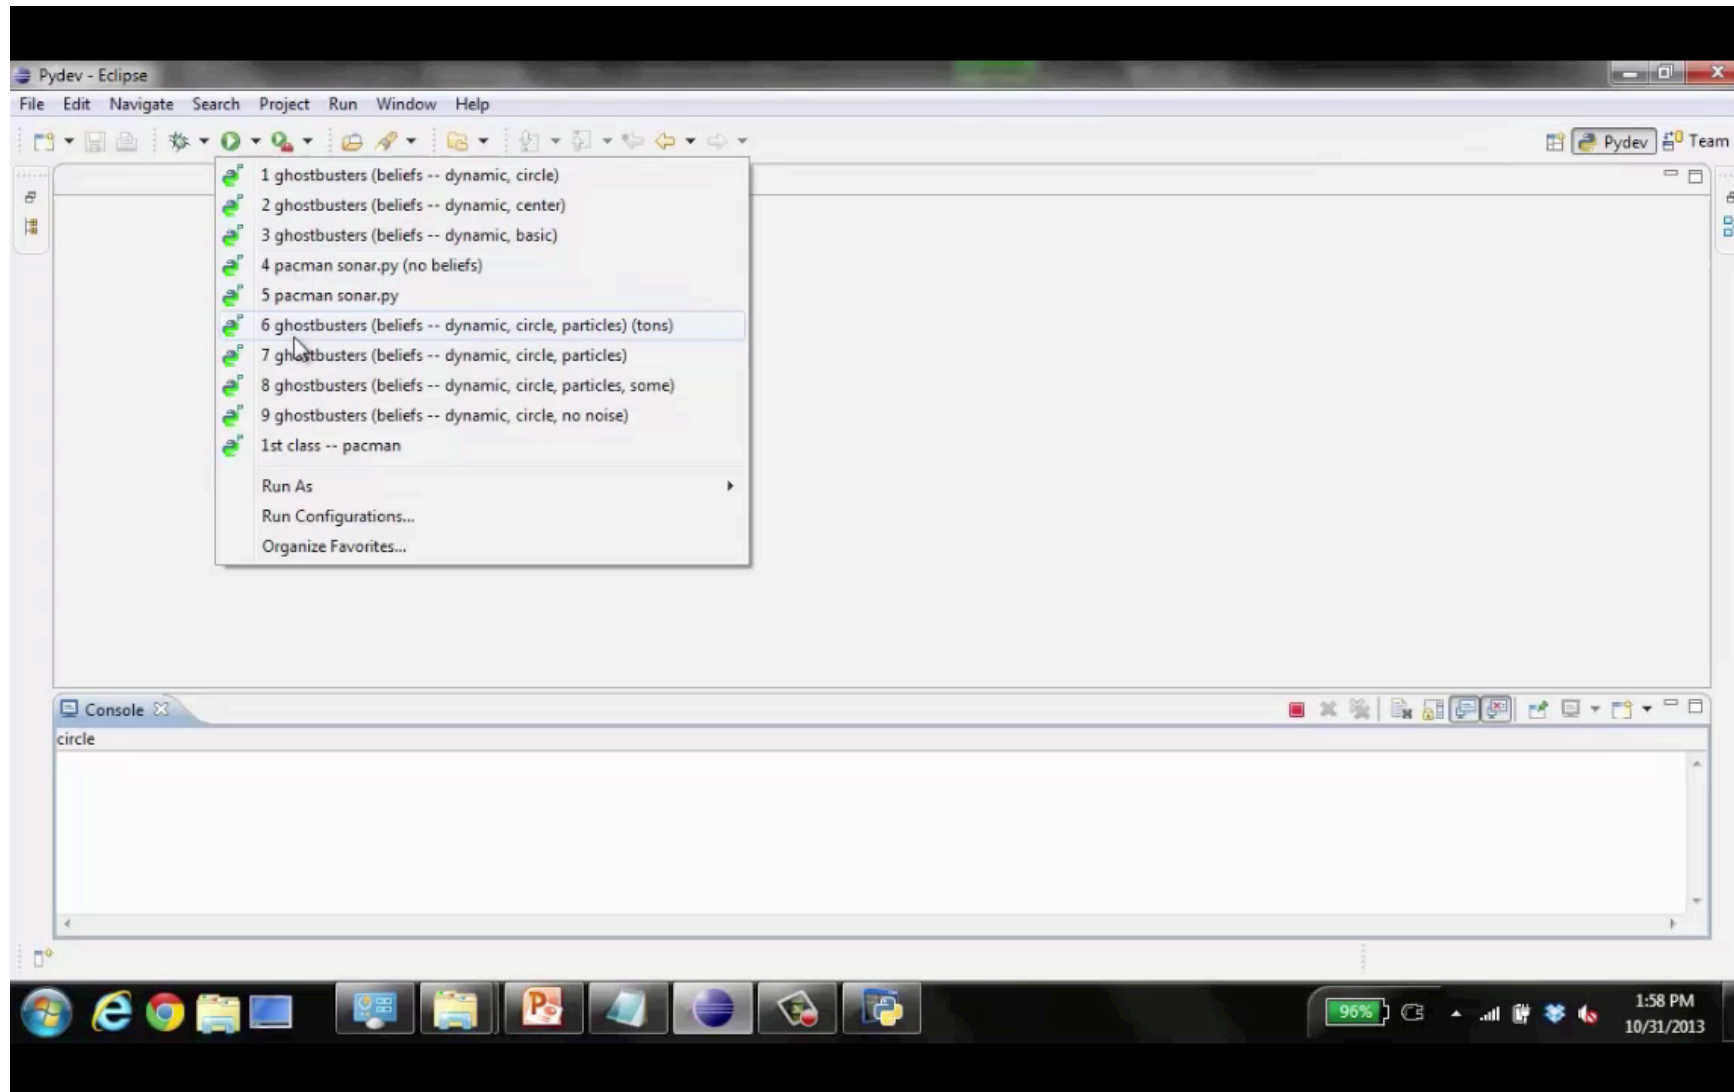 Pydev - Eclipse
File Edit Navigate Search Project Run Window Help
Pydev Team
1 ghostbusters (beliefs -- dynamic, circle)
2 ghostbusters (beliefs -- dynamic, center)
3 ghostbusters (beliefs -- dynamic, basic)
4 pacman sonar.py (no beliefs)
5 pacman sonar.py
6 ghostbusters (beliefs -- dynamic, circle, particles) (tons)
7 ghostbusters (beliefs -- dynamic, circle, particles)
8 ghostbusters (beliefs -- dynamic, circle, particles, some)
9 ghostbusters (beliefs -- dynamic, circle, no noise)
1st class -- pacman
Run As
Run Configurations...
Organize Favorites...
Console
circle
96%
1:58 PM
10/31/2013